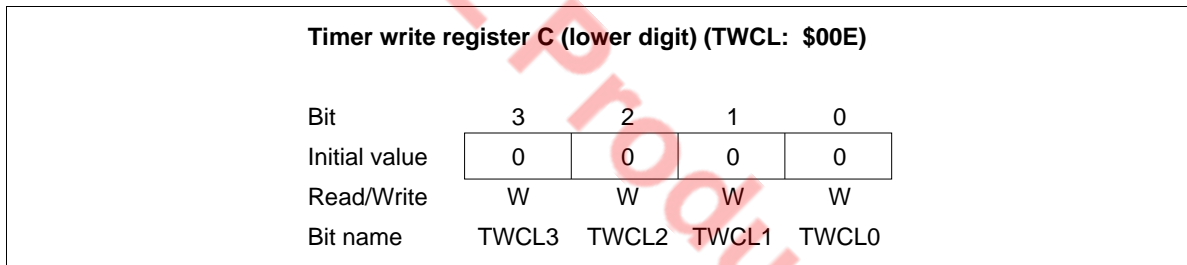 Timer write register C (lower digit) (TWCL: $00E)
Bit 3 2 1 0
Initial value 0 0 0 0
Read/Write W W W W
Bit name TWCL3 TWCL2 TWCL1 TWCL0
L Produ